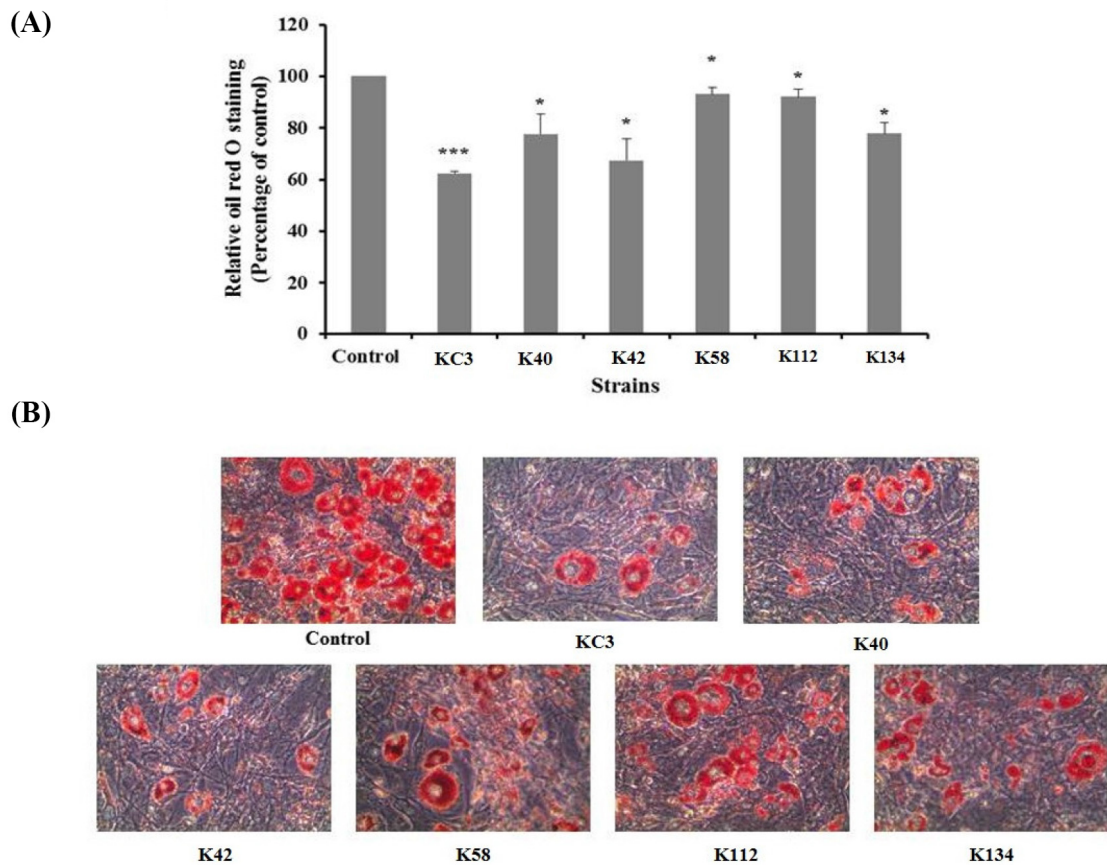 (A)
Relative oil red O staining
(Percentage of control)
120
100
80
60
40
20
0
***
*
*
*
*
*
Control KC3 K40 K42 K58 K112 K134
Strains
(B)
Control KC3 K40
K42 K58 K112 K134